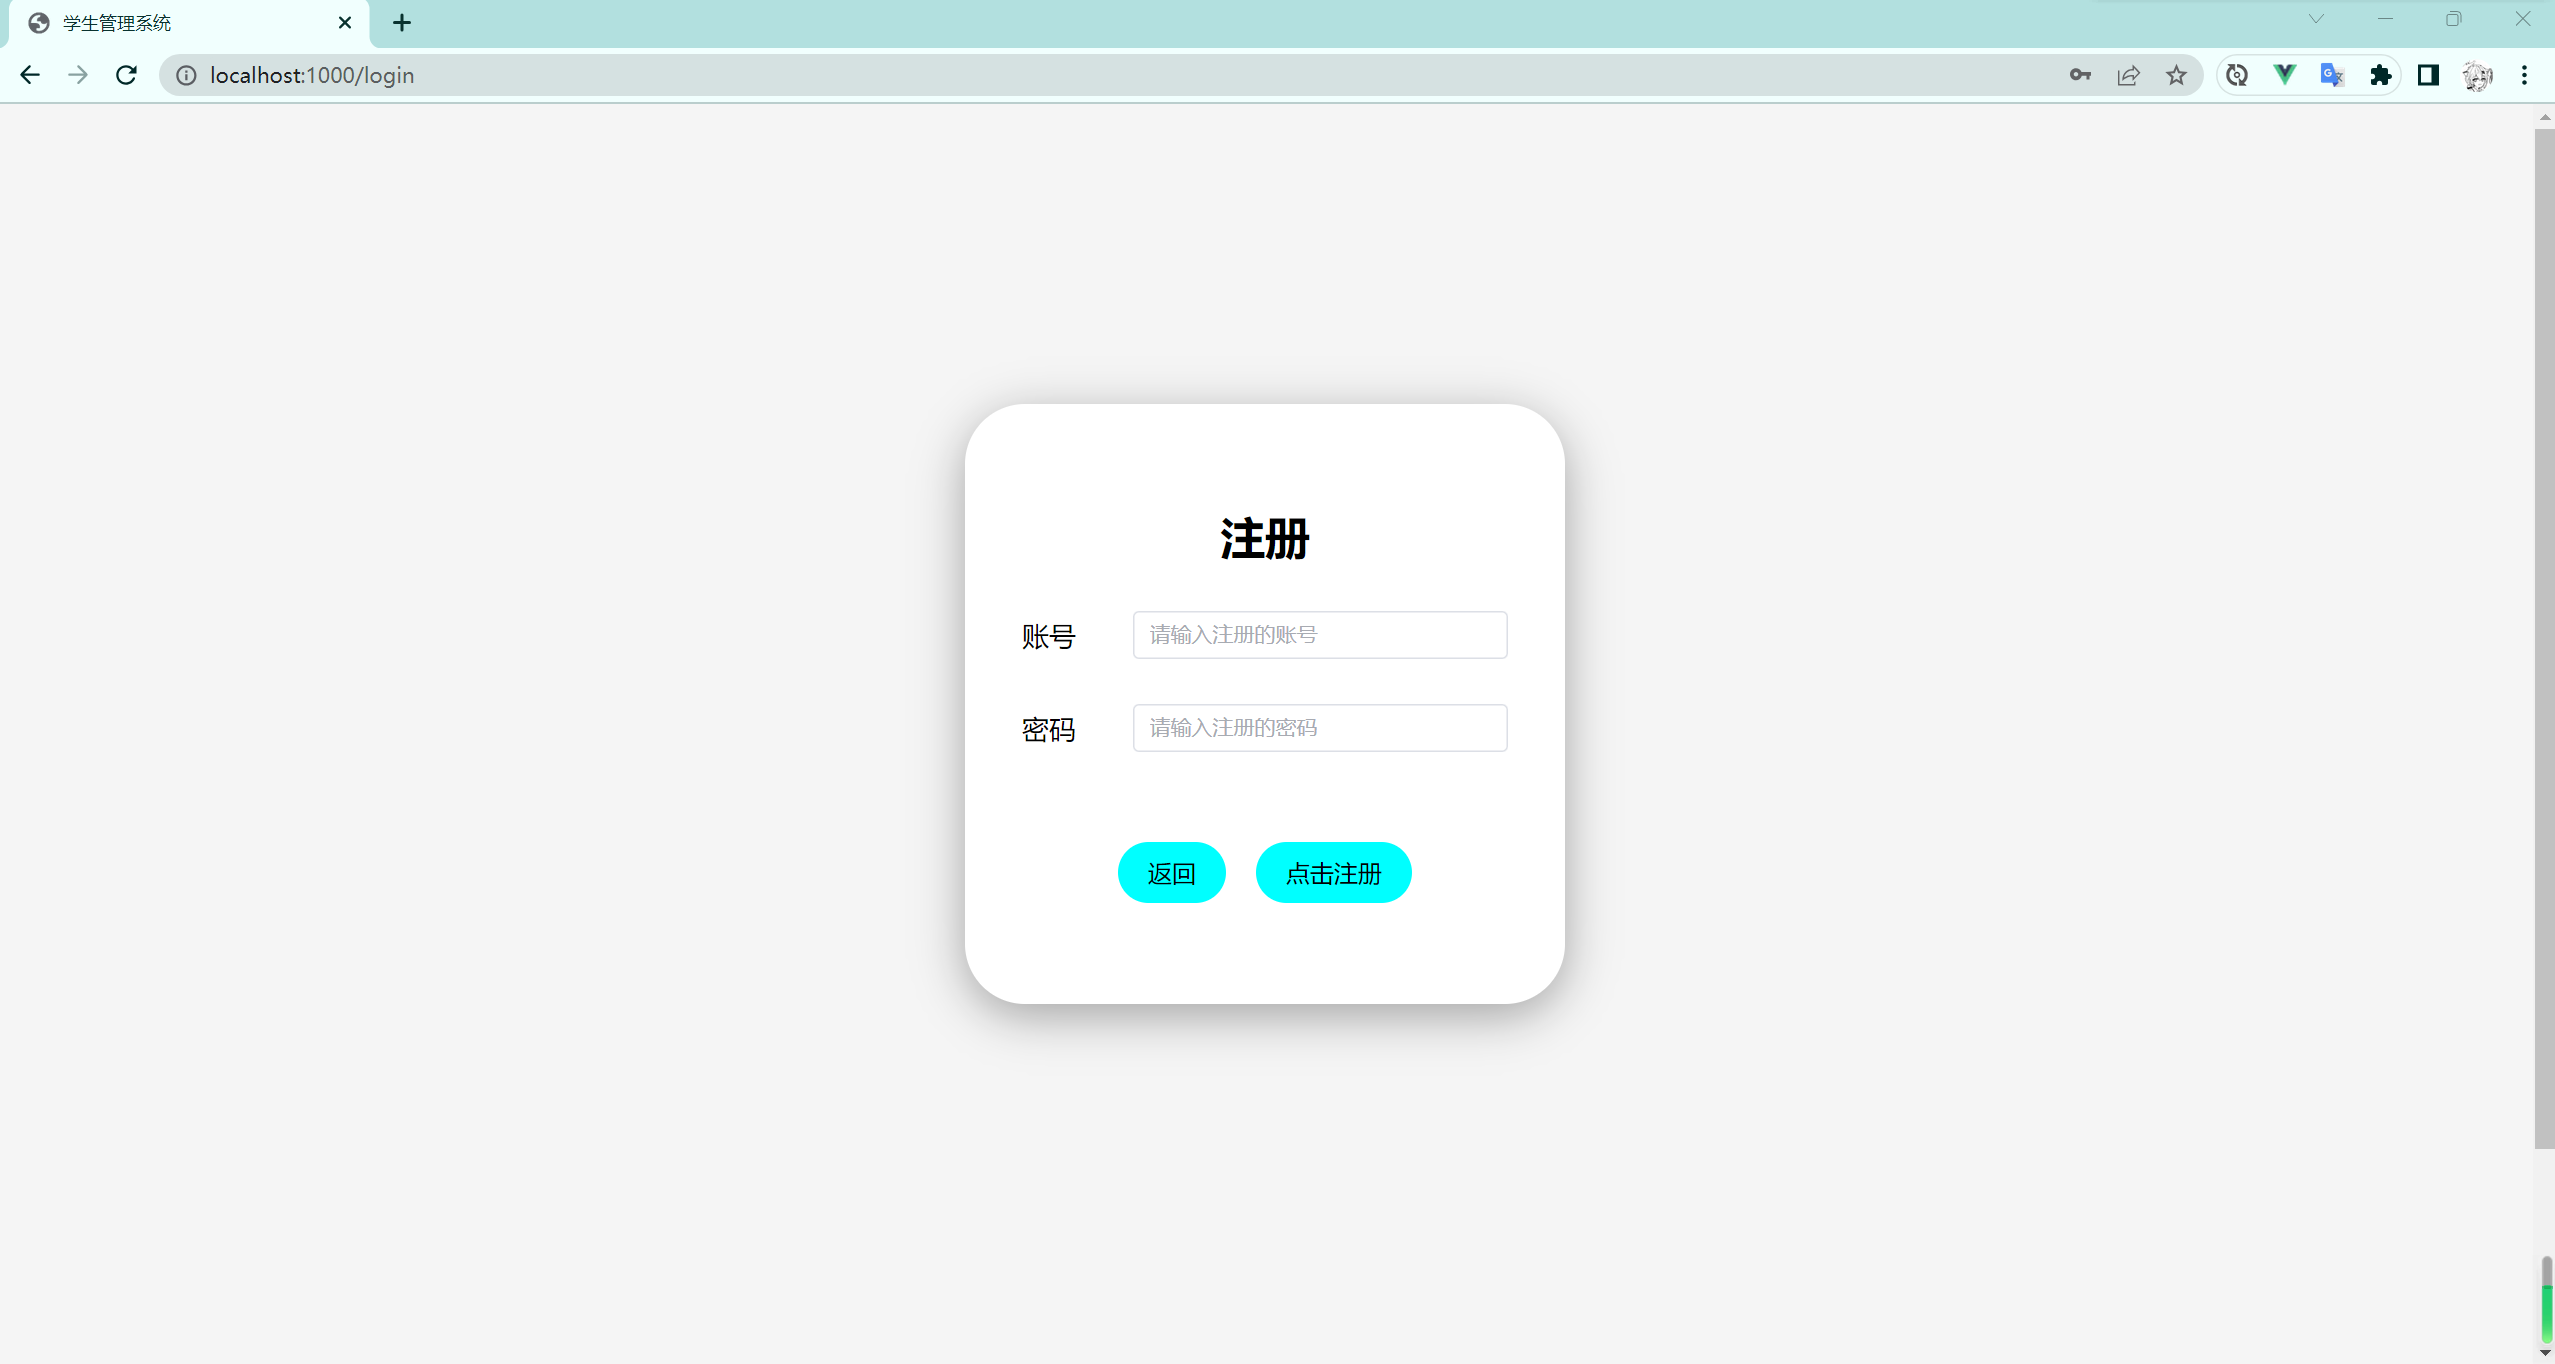 学生管理系统
localhost:1000/login
注册
账号 请输入注册的账号
密码 请输入注册的密码
返回 点击注册